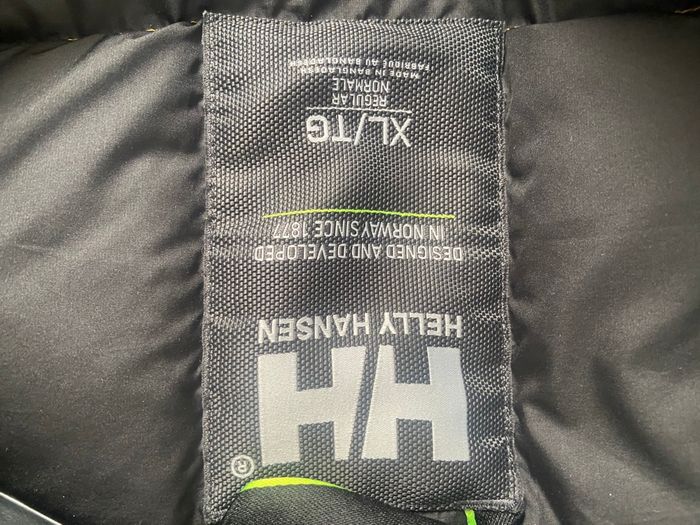 HH®
HELLY HANSEN
DESIGNED AND DEVELOPED
IN NORWAY SINCE 1877
XL/TG
REGULAR
NORMALE
MADE IN BANGLADESH
FABRIQUÉ AU BANGLADESH